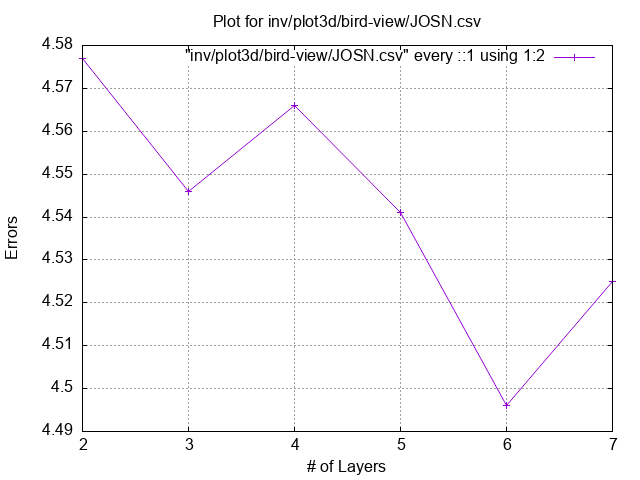 Plot for inv/plot3d/bird-view/JOSN.csv
"inv/plot3d/bird-view/JOSN.csv" every ::1 using 1:2
4.58
4.57
4.56
4.55
4.54
4.53
4.52
4.51
4.5
4.49
Errors
2 3 4 5 6 7
# of Layers